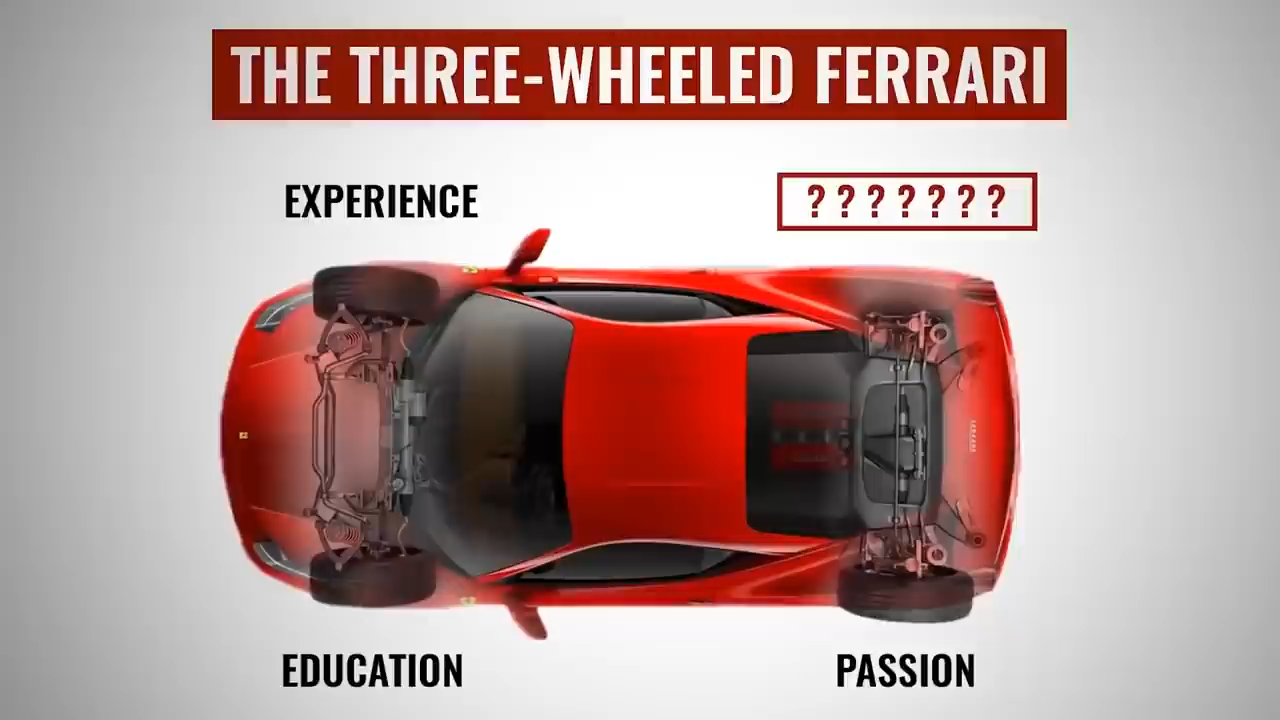 THE THREE-WHEELED FERRARI
EXPERIENCE
? ? ? ? ? ? ?
EDUCATION
PASSION